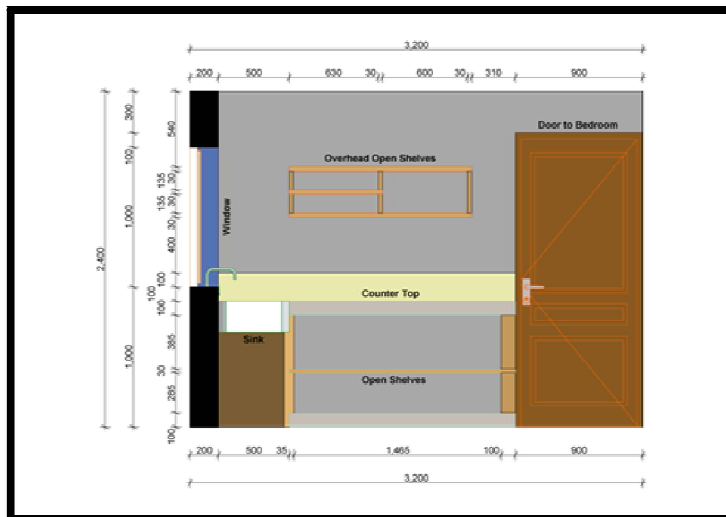 3,200
200 500 630 30 600 30 310 900
Door to Bedroom
Overhead Open Shelves
Window
Counter Top
Sink
Open Shelves
2,400
300
100
1,000
1,000
540
30
135
30
135
30
400
100
100
100
385
30
285
100
200 500 35 1,465 100 900
3,200